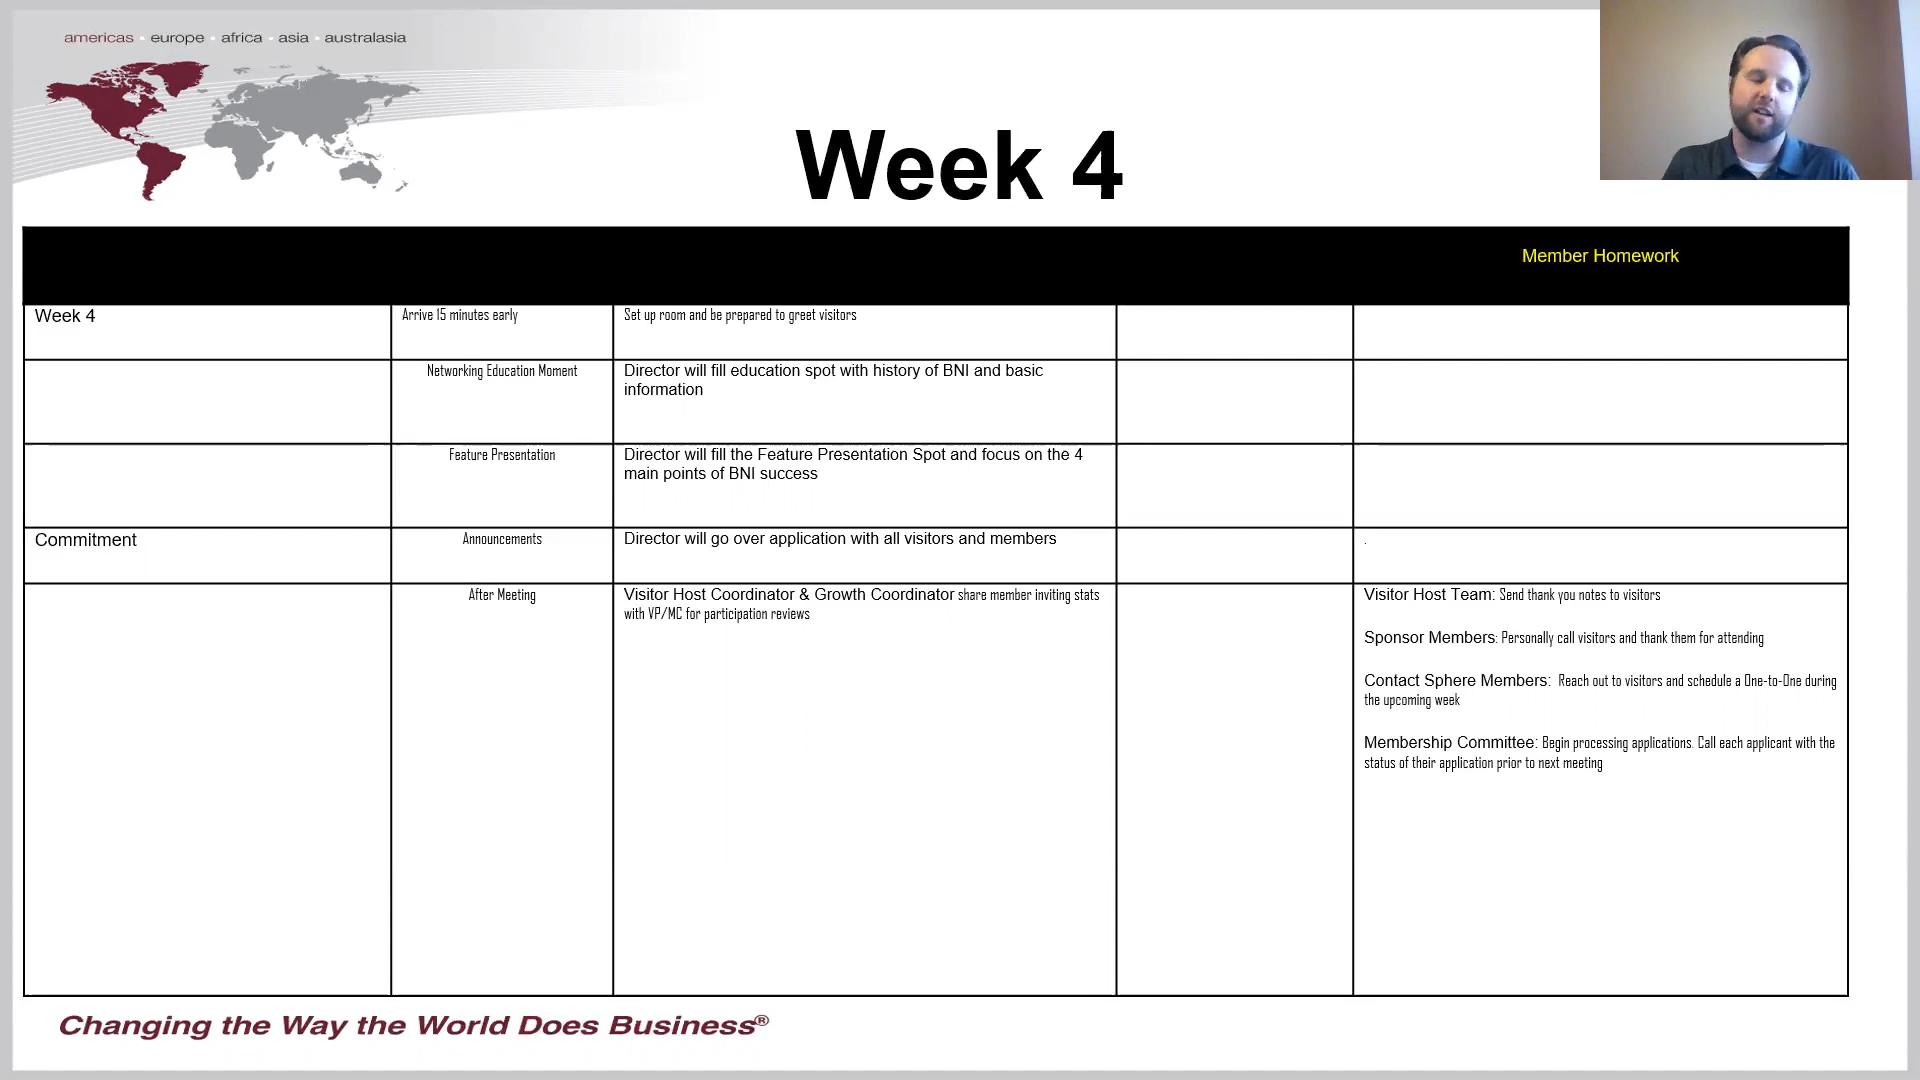 americas • europe • africa • asia • australasia
Week 4
Member Homework
Week 4
Arrive 15 minutes early
Set up room and be prepared to greet visitors
Networking Education Moment
Director will fill education spot with history of BNI and basic
information
Feature Presentation
Director will fill the Feature Presentation Spot and focus on the 4
main points of BNI success
Commitment
Announcements
Director will go over application with all visitors and members
.
After Meeting
Visitor Host Coordinator & Growth Coordinator share member inviting stats
with VP/MC for participation reviews
Visitor Host Team: Send thank you notes to visitors
Sponsor Members: Personally call visitors and thank them for attending
Contact Sphere Members: Reach out to visitors and schedule a One-to-One during
the upcoming week
Membership Committee: Begin processing applications. Call each applicant with the
status of their application prior to next meeting
Changing the Way the World Does Business®